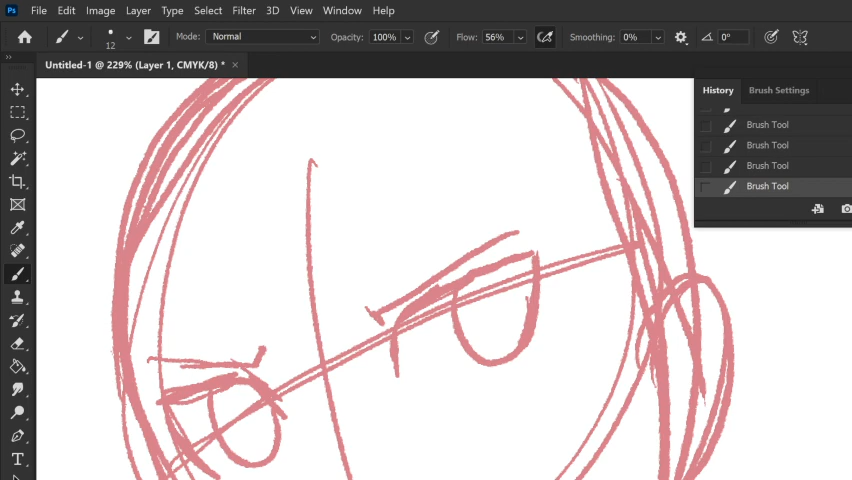 Ps File Edit Image Layer Type Select Filter 3D View Window Help
12 Mode: Normal Opacity: 100% Flow: 56% Smoothing: 0% 0°
Untitled-1 @ 229% (Layer 1, CMYK/8) * ×
History Brush Settings
Brush Tool
Brush Tool
Brush Tool
Brush Tool
T